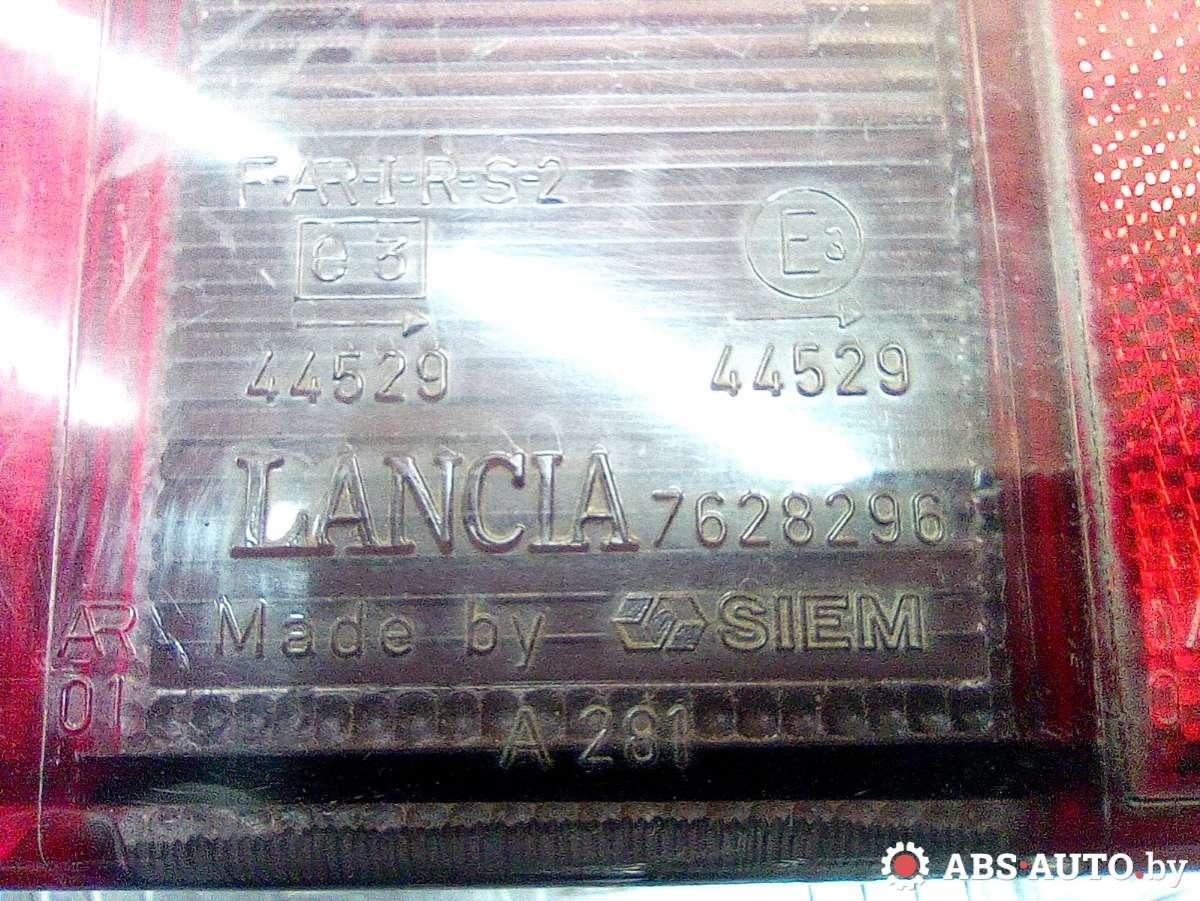 F-AR-I-R-S-2
e 3
E3
44529
44529
LANCIA 7628296
AR
01
Made by SIEM
A 281
ABS-AUTO.by